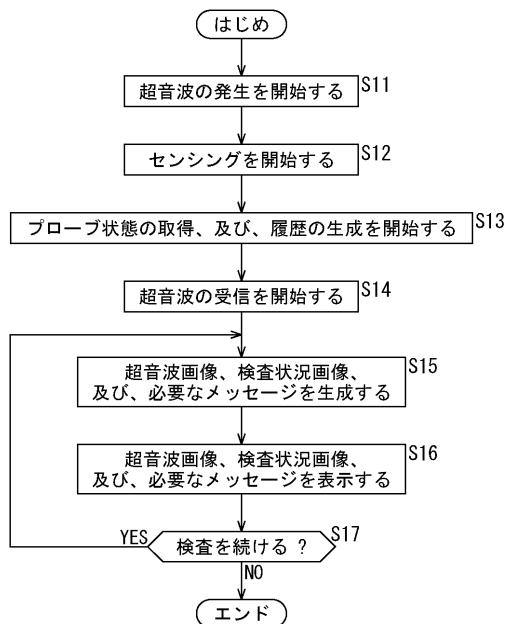 はじめ
超音波の発生を開始する
S11
センシングを開始する
S12
プローブ状態の取得、及び、履歴の生成を開始する
S13
超音波の受信を開始する
S14
超音波画像、検査状況画像、
及び、必要なメッセージを生成する
S15
超音波画像、検査状況画像、
及び、必要なメッセージを表示する
S16
検査を続ける ?
S17
YES
NO
エンド